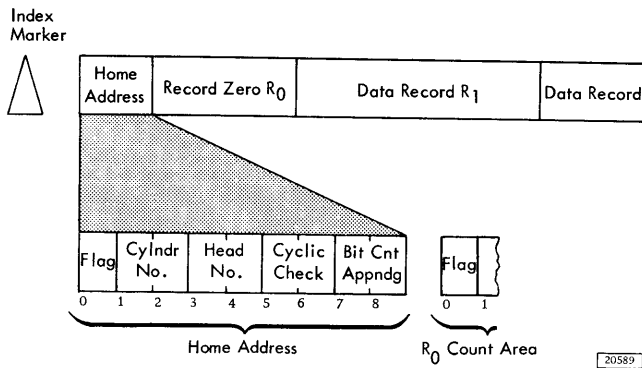 Index
Marker
Home
Address
Record Zero R0
Data Record R1
Data Record
Flag
Cylndr
No.
Head
No.
Cyclic
Check
Bit Cnt
Appndg
Flag
0 1 2 3 4 5 6 7 8
0 1
Home Address
R0 Count Area
20589